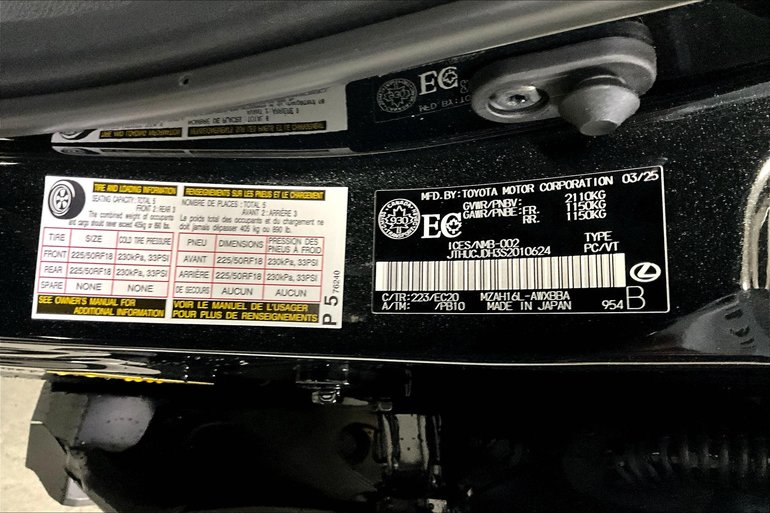 TIRE AND LOADING INFORMATION
SEATING CAPACITY: TOTAL 5
FRONT 2: REAR 3
The combined weight of occupants
and cargo should never exceed 405kg or 890 lb.
TIRE SIZE COLD TIRE PRESSURE
FRONT 225/50RF18 230kPa, 33PSI
REAR 225/50RF18 230kPa, 33PSI
SPARE NONE NONE
SEE OWNER'S MANUAL FOR
ADDITIONAL INFORMATION
RENSEIGNEMENTS SUR LES PNEUS ET LE CHARGEMENT
NOMBRE DE PLACES : TOTAL 5
AVANT 2: ARRIÈRE 3
Le poids total des occupants et du chargement ne
doit jamais dépasser 405 kg ou 890 lb.
PNEU DIMENSIONS PRESSION DES PNEUS À FROID
AVANT 225/50RF18 230kPa, 33PSI
ARRIÈRE 225/50RF18 230kPa, 33PSI
DE SECOURS AUCUN AUCUN
VOIR LE MANUEL DE L'USAGER
POUR PLUS DE RENSEIGNEMENTS
P 5 76240
MFD.BY: TOYOTA MOTOR CORPORATION 03/25
GVWR/PNBV: 2110KG
GAWR/PNBE: FR: 1150KG
RR: 1150KG
CANADA
930
TRANSPORT
EC
ICES/NMB-002
TYPE
JTHUCJDH3S2010624
PC/VT
C/TR: 223/EC20 MZAH16L-AWXBBA
A/TM: /PB10 MADE IN JAPAN 954 B